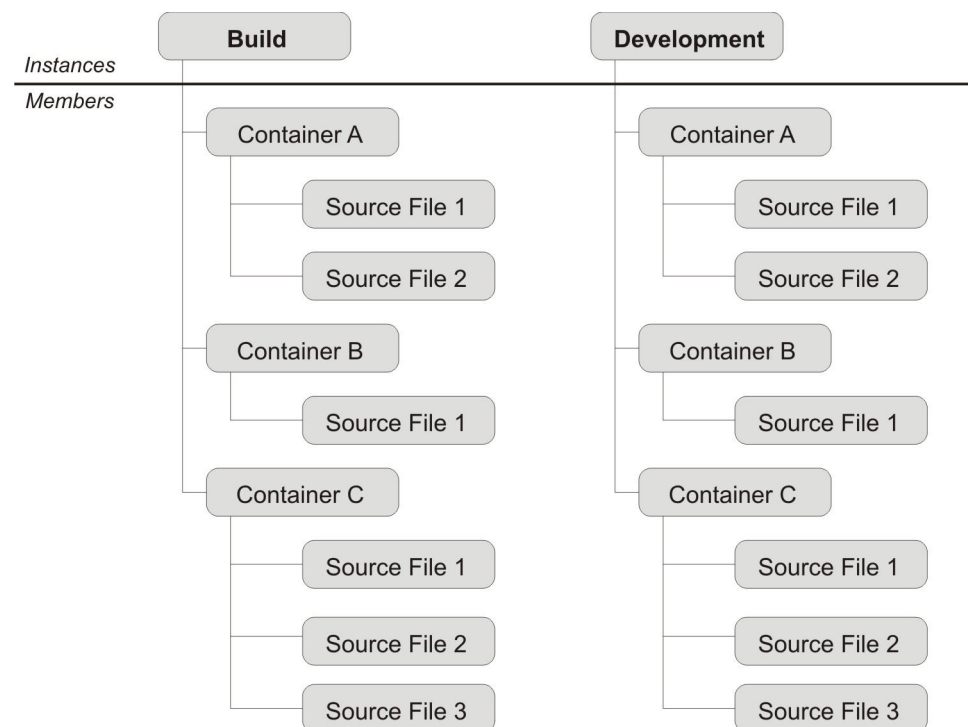 Build
Development
Instances
Members
Container A
Container A
Source File 1
Source File 1
Source File 2
Source File 2
Container B
Container B
Source File 1
Source File 1
Container C
Container C
Source File 1
Source File 1
Source File 2
Source File 2
Source File 3
Source File 3